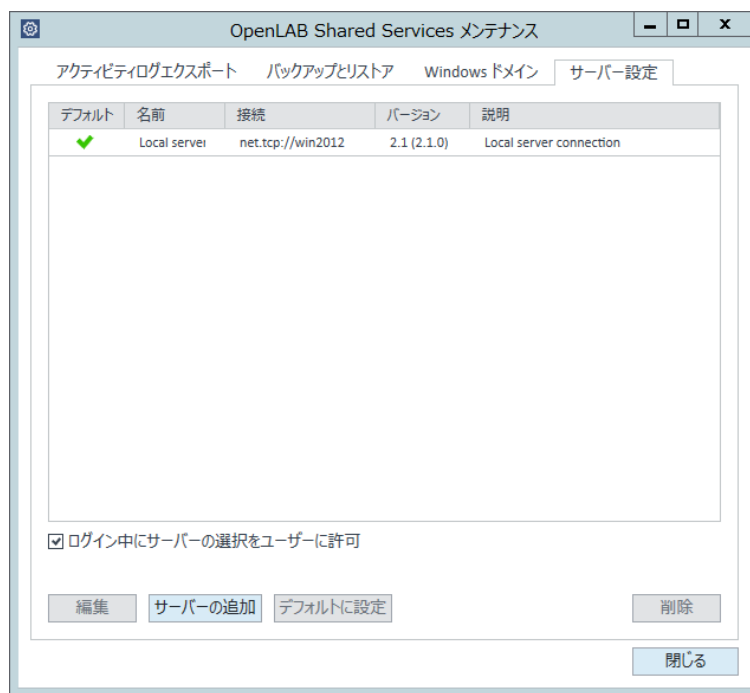 OpenLAB Shared Services メンテナンス
アクティビティログエクスポート バックアップとリストア Windows ドメイン サーバー設定
デフォルト 名前 接続 バージョン 説明
Local server net.tcp://win2012 2.1 (2.1.0) Local server connection
ログイン中にサーバーの選択をユーザーに許可
編集 サーバーの追加 デフォルトに設定 削除
閉じる